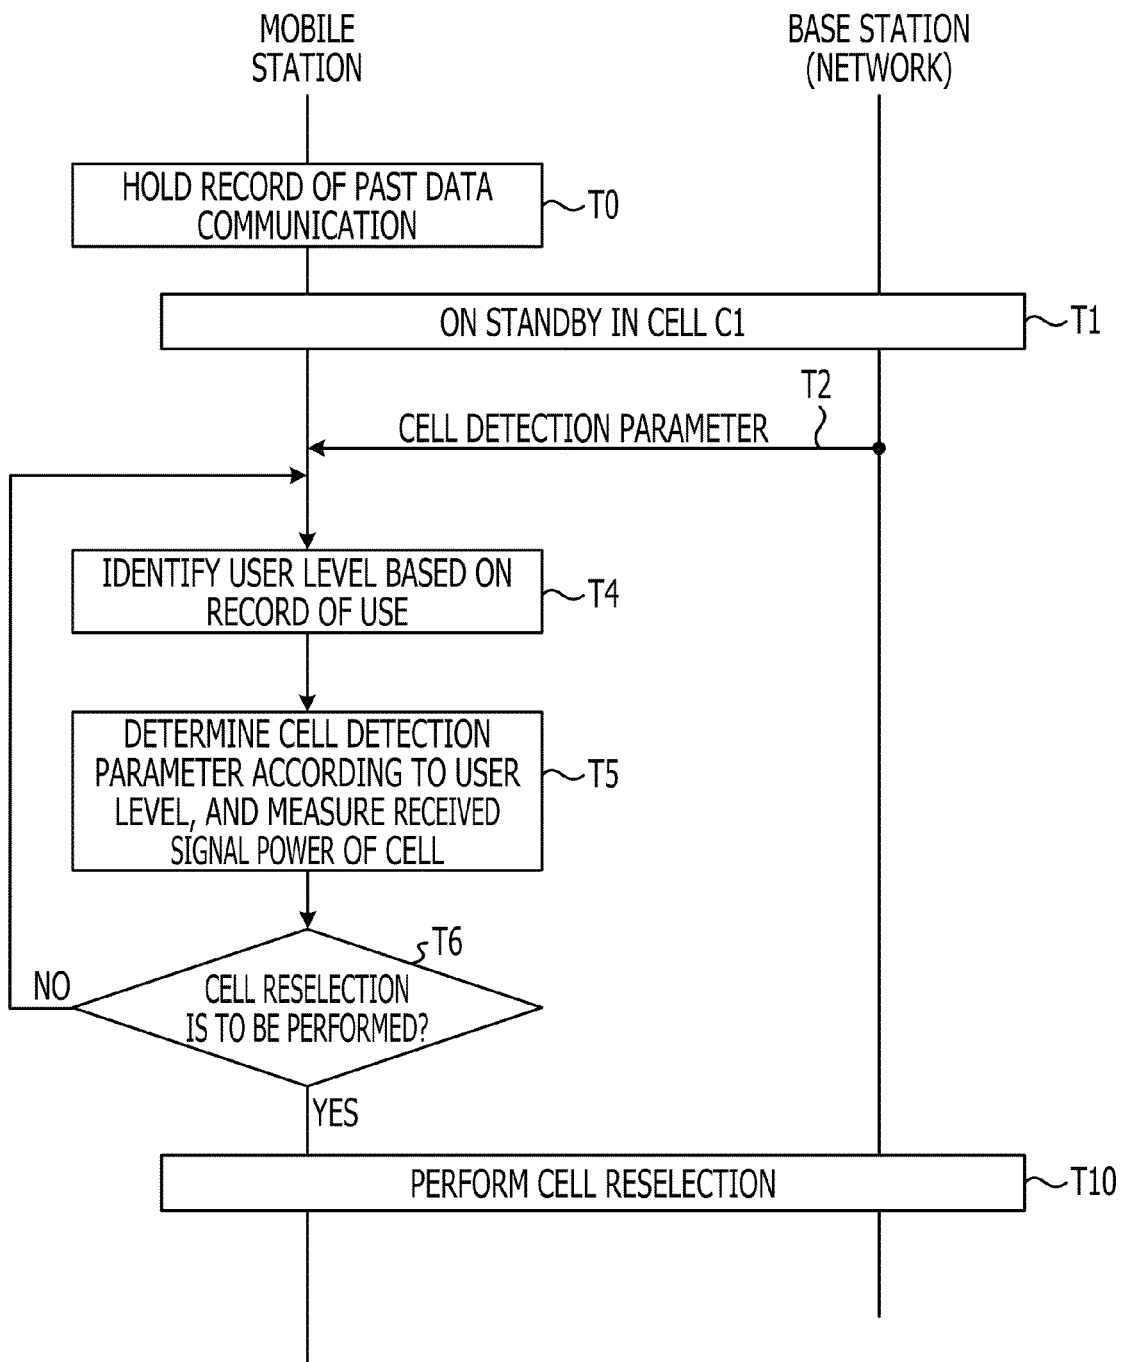 MOBILE
STATION
BASE STATION
(NETWORK)
HOLD RECORD OF PAST DATA
COMMUNICATION
T0
ON STANDBY IN CELL C1
T1
T2
CELL DETECTION PARAMETER
IDENTIFY USER LEVEL BASED ON
RECORD OF USE
T4
DETERMINE CELL DETECTION
PARAMETER ACCORDING TO USER
LEVEL, AND MEASURE RECEIVED
SIGNAL POWER OF CELL
T5
T6
CELL RESELECTION
IS TO BE PERFORMED?
NO
YES
PERFORM CELL RESELECTION
T10